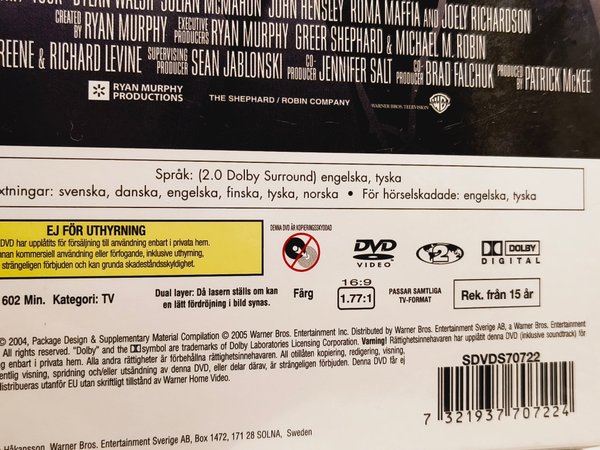 DYLAN WALSH JULIAN McMAHON JOHN HENSLEY ROMA MAFFIA AND JOELY RICHARDSON
CREATED BY RYAN MURPHY EXECUTIVE PRODUCERS RYAN MURPHY GREER SHEPHARD & MICHAEL M. ROBIN
& RICHARD LEVINE SUPERVISING PRODUCER SEAN JABLONSKI CO-PRODUCER JENNIFER SALT CO-PRODUCER BRAD FALCHUK PRODUCED BY PATRICK McKEE
RYAN MURPHY
PRODUCTIONS
THE SHEPHARD / ROBIN COMPANY
WARNER BROS TELEVISION
Språk: (2.0 Dolby Surround) engelska, tyska
xtningar: svenska, danska, engelska, finska, tyska, norska • För hörselskadade: engelska, tyska
EJ FÖR UTHYRNING
DVD har upplåtits för försäljning till användning enbart i privata hem.
annan kommersiell användning eller förfogande, inklusive uthyrning,
strängeligen förbjuden och kan grunda skadeståndsskyldighet.
DENNA DVD ÄR KOPIERINGSSKYDDAD
DVD
VIDEO
2
DOLBY
DIGITAL
602 Min. Kategori: TV
Dual layer: Då lasern ställs om kan
en lätt fördröjning i bild synas.
Färg
16:9
1.77:1
PASSAR SAMTLIGA
TV-FORMAT
Rek. från 15 år
© 2004, Package Design & Supplementary Material Compilation © 2005 Warner Bros. Entertainment Inc. Distributed by Warner Bros. Entertainment Sverige AB, a Warner Bros. Entertainment
All rights reserved. "Dolby" and the symbol are trademarks of Dolby Laboratories Licensing Corporation. Varning! Rättighetsinnehavaren har upplåtit denna DVD (inklusive soundtrack) för
enbart i privata hem. Alla andra rättigheter är förbehållna rättighetsinnehavaren. All otillåten kopiering, redigering, visning,
offentlig visning, spridning och/eller utsändning av denna DVD, eller delar därav, är strängeligen förbjuden. Denna DVD får ej
distribueras utanför EU utan skriftligt tillstånd av Warner Home Video.
SDVDS70722
7 321937 707224
Håkansson, Warner Bros. Entertainment Sverige AB, Box 1472, 171 28 SOLNA, Sweden